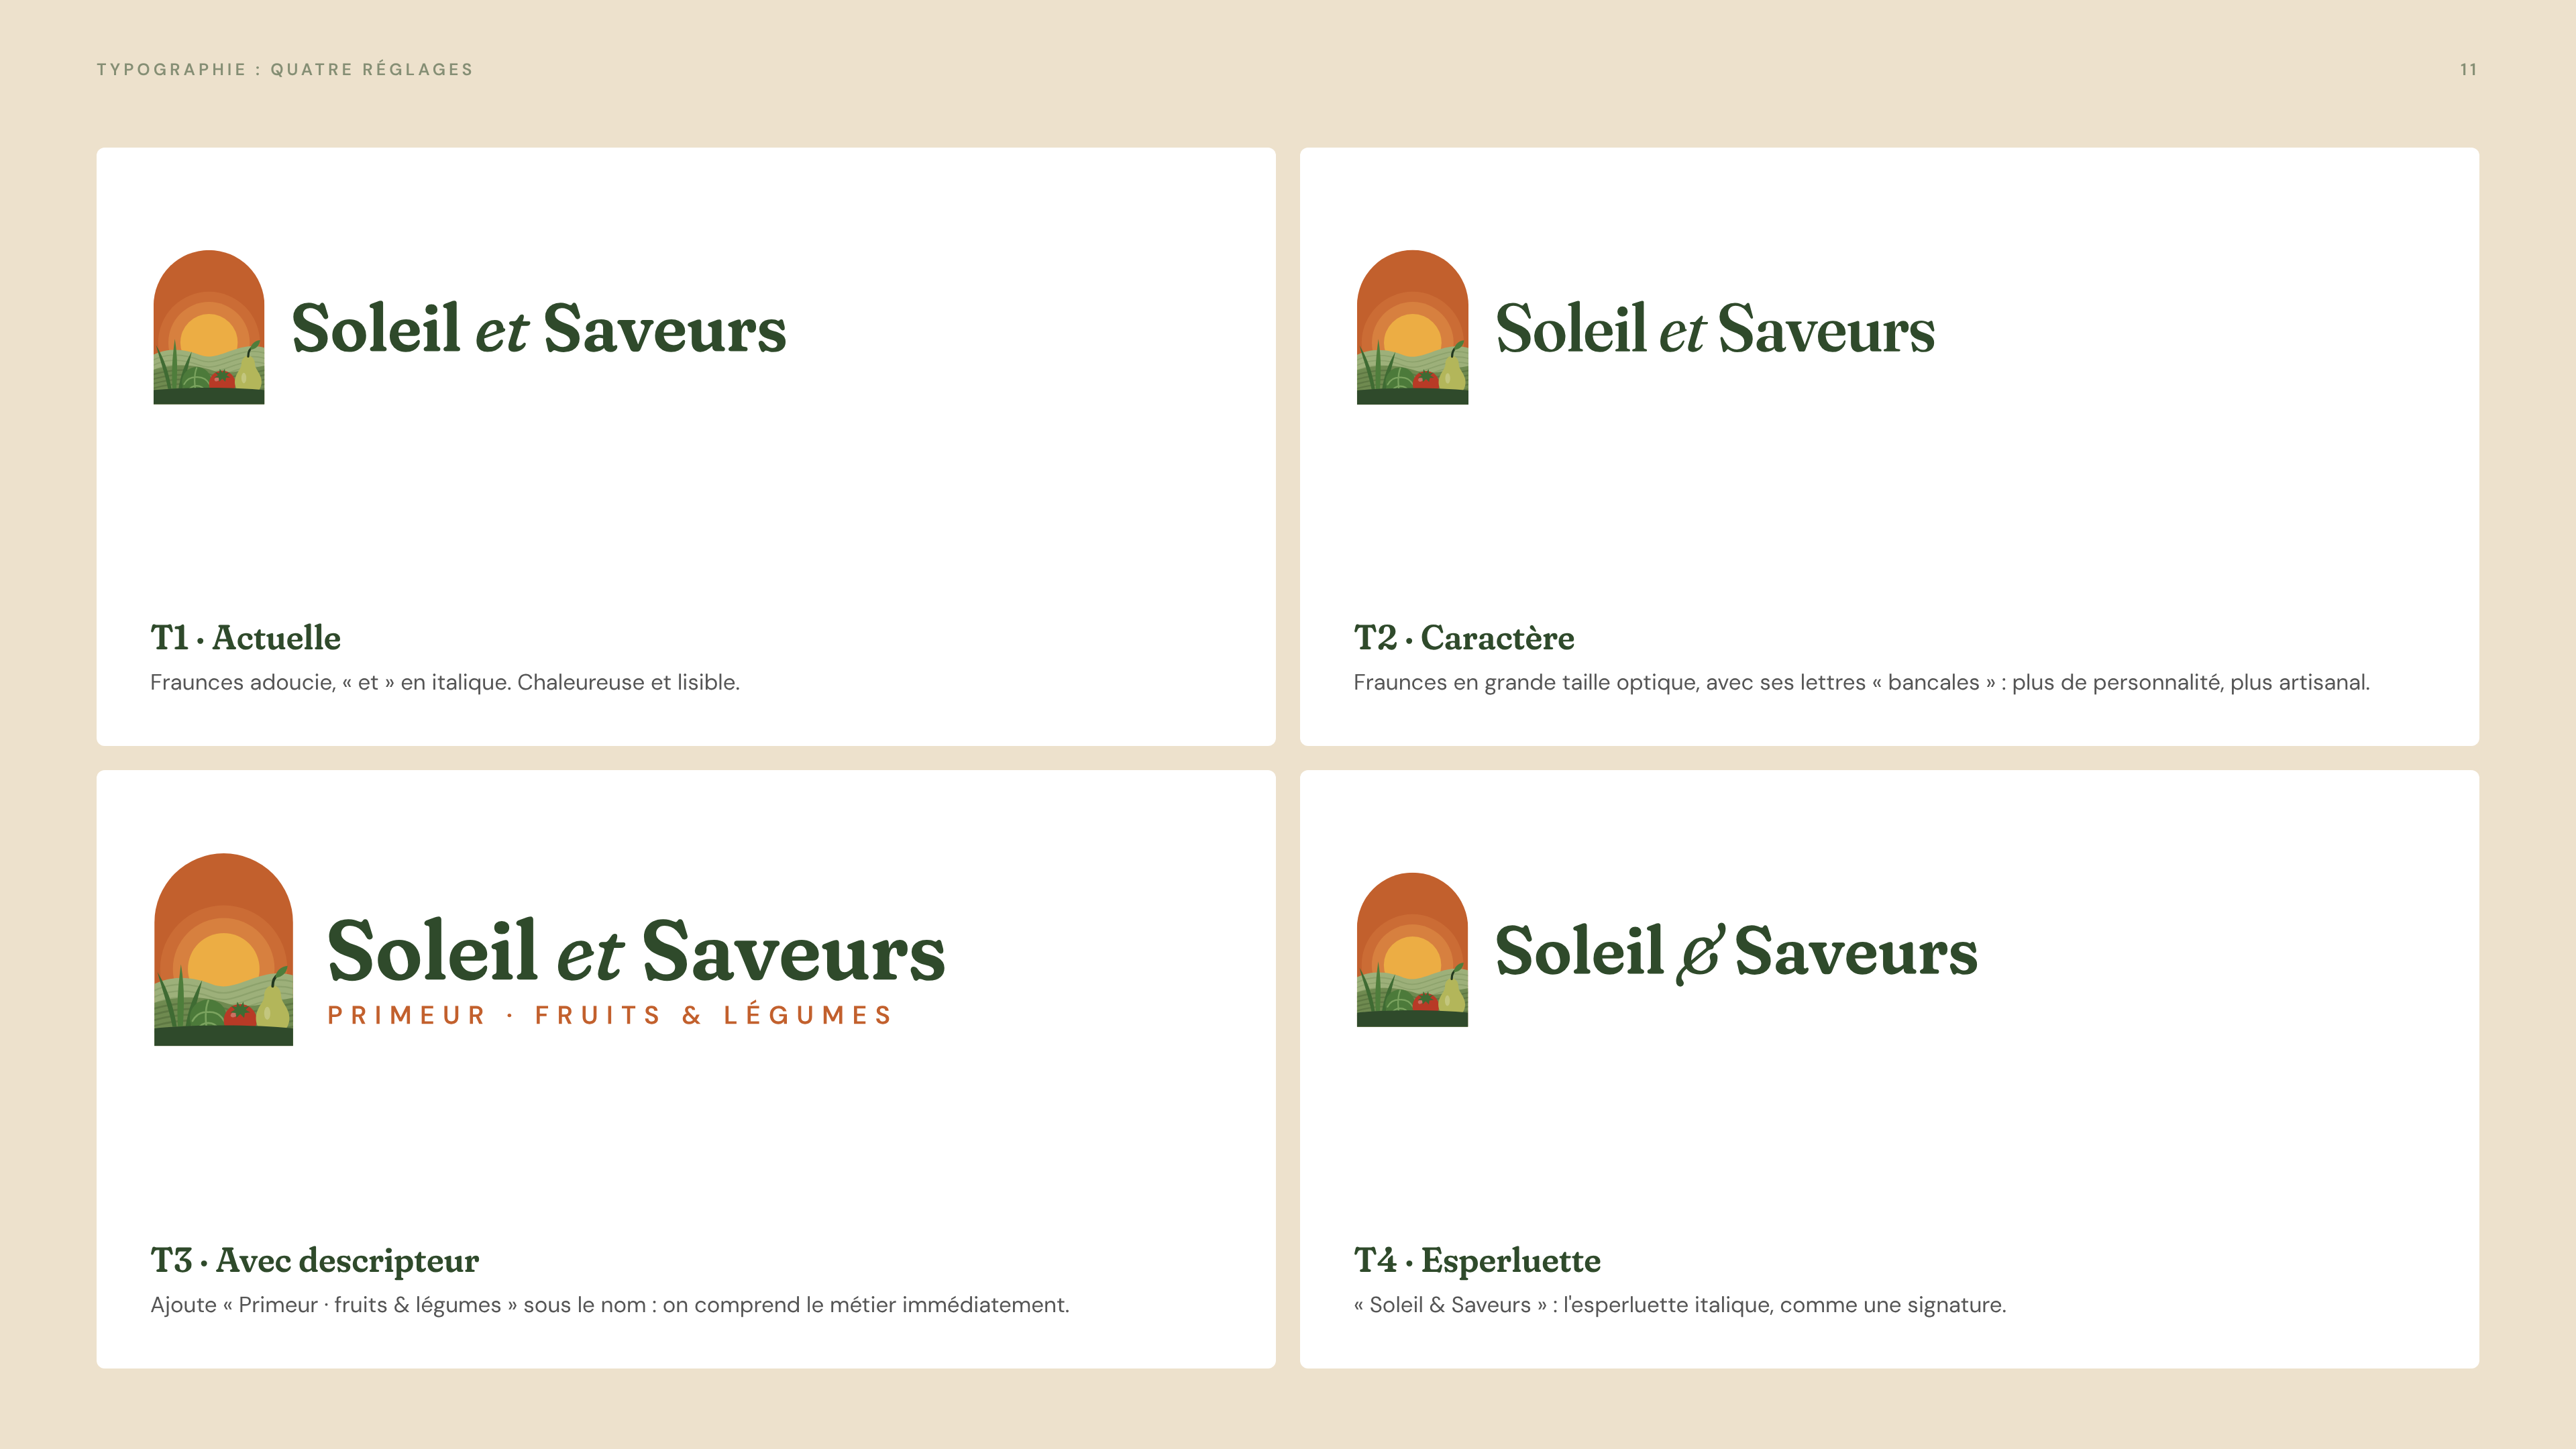 TYPOGRAPHIE : QUATRE RÉGLAGES
11
Soleil et Saveurs
T1 · Actuelle
Fraunces adoucie, « et » en italique. Chaleureuse et lisible.
Soleil et Saveurs
T2 · Caractère
Fraunces en grande taille optique, avec ses lettres « bancales » : plus de personnalité, plus artisanal.
Soleil et Saveurs
PRIMEUR · FRUITS & LÉGUMES
T3 · Avec descripteur
Ajoute « Primeur · fruits & légumes » sous le nom : on comprend le métier immédiatement.
Soleil & Saveurs
T4 · Esperluette
« Soleil & Saveurs » : l'esperluette italique, comme une signature.